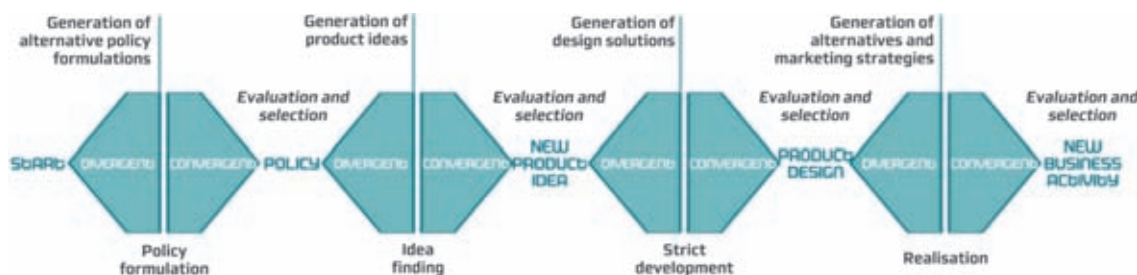 Generation of
alternative policy
formulations
Generation of
product ideas
Generation of
design solutions
Generation of
alternatives and
marketing strategies
Evaluation and
selection
Evaluation and
selection
Evaluation and
selection
Evaluation and
selection
START
DIVERGENT
CONVERGENT
POLICY
DIVERGENT
CONVERGENT
NEW
PRODUCT
IDEA
DIVERGENT
CONVERGENT
PRODUCT
DESIGN
DIVERGENT
CONVERGENT
NEW
BUSINESS
ACTIVITY
Policy
formulation
Idea
finding
Strict
development
Realisation